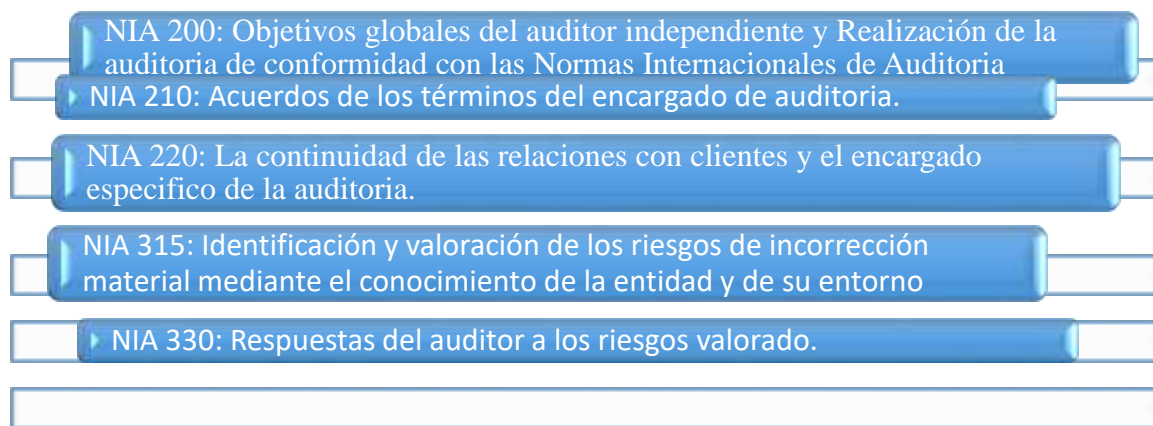 NIA 200: Objetivos globales del auditor independiente y Realización de la
auditoria de conformidad con las Normas Internacionales de Auditoria
NIA 210: Acuerdos de los términos del encargado de auditoria.
NIA 220: La continuidad de las relaciones con clientes y el encargado
especifico de la auditoria.
NIA 315: Identificación y valoración de los riesgos de incorrección
material mediante el conocimiento de la entidad y de su entorno
NIA 330: Respuestas del auditor a los riesgos valorado.